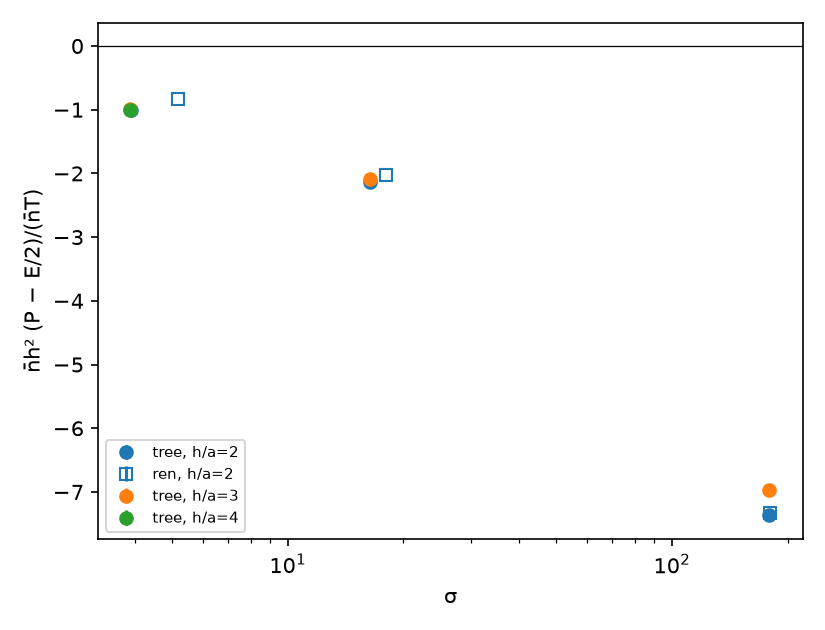 0
−1
−2
−3
−4
−5
−6
−7
n̄h² (P − E/2)/(n̄T)
tree, h/a=2
ren, h/a=2
tree, h/a=3
tree, h/a=4
10¹
10²
σ